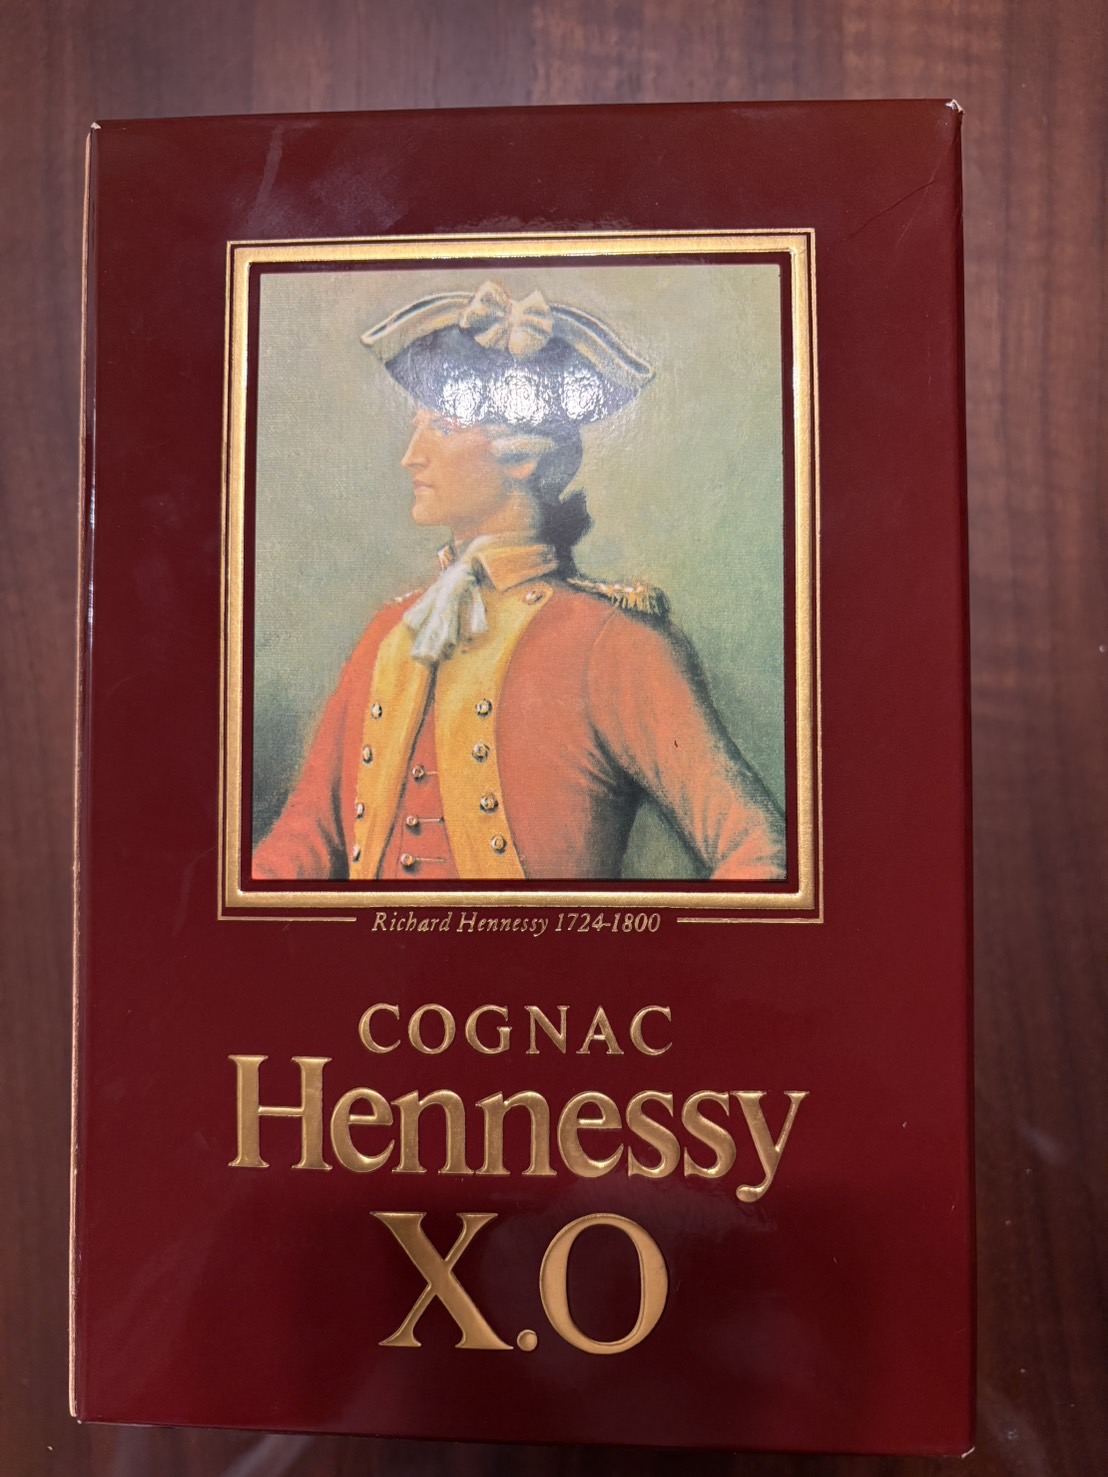 Richard Hennessy 1724-1800
COGNAC
Hennessy
X.O